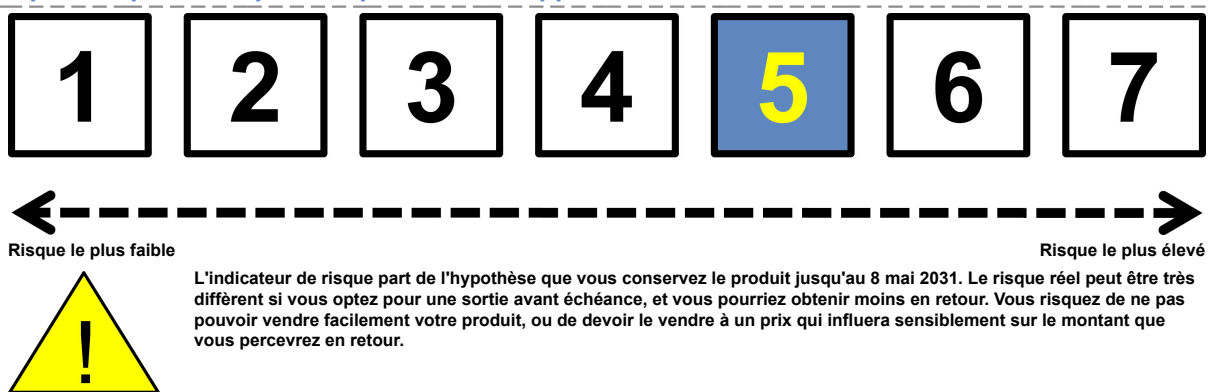 1 2 3 4 5 6 7
Risque le plus faible Risque le plus élevé
L'indicateur de risque part de l'hypothèse que vous conservez le produit jusqu'au 8 mai 2031. Le risque réel peut être très
diffèrent si vous optez pour une sortie avant échéance, et vous pourriez obtenir moins en retour. Vous risquez de ne pas
pouvoir vendre facilement votre produit, ou de devoir le vendre à un prix qui influera sensiblement sur le montant que
vous percevrez en retour.
!